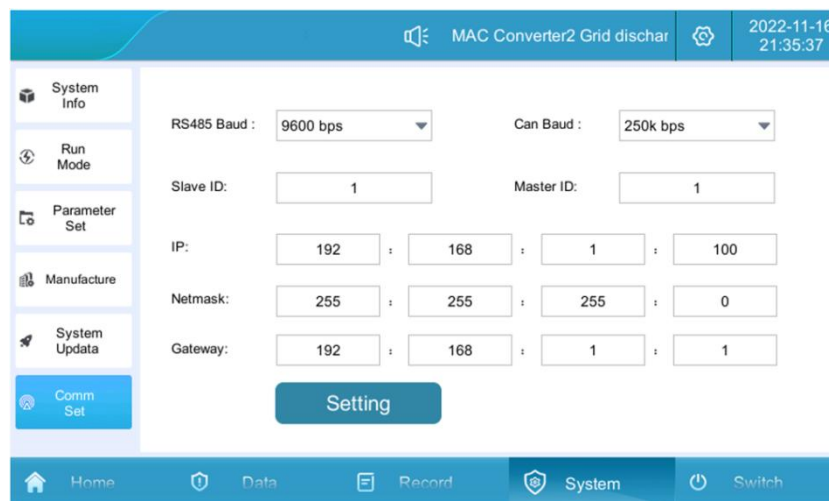 MAC Converter2 Grid dischar
2022-11-16
21:35:37
System
Info
Run
Mode
Parameter
Set
Manufacture
System
Updata
Comm
Set
RS485 Baud : 9600 bps Can Baud : 250k bps
Slave ID: 1 Master ID: 1
IP: 192 : 168 : 1 : 100
Netmask: 255 : 255 : 255 : 0
Gateway: 192 : 168 : 1 : 1
Setting
Home Data Record System Switch